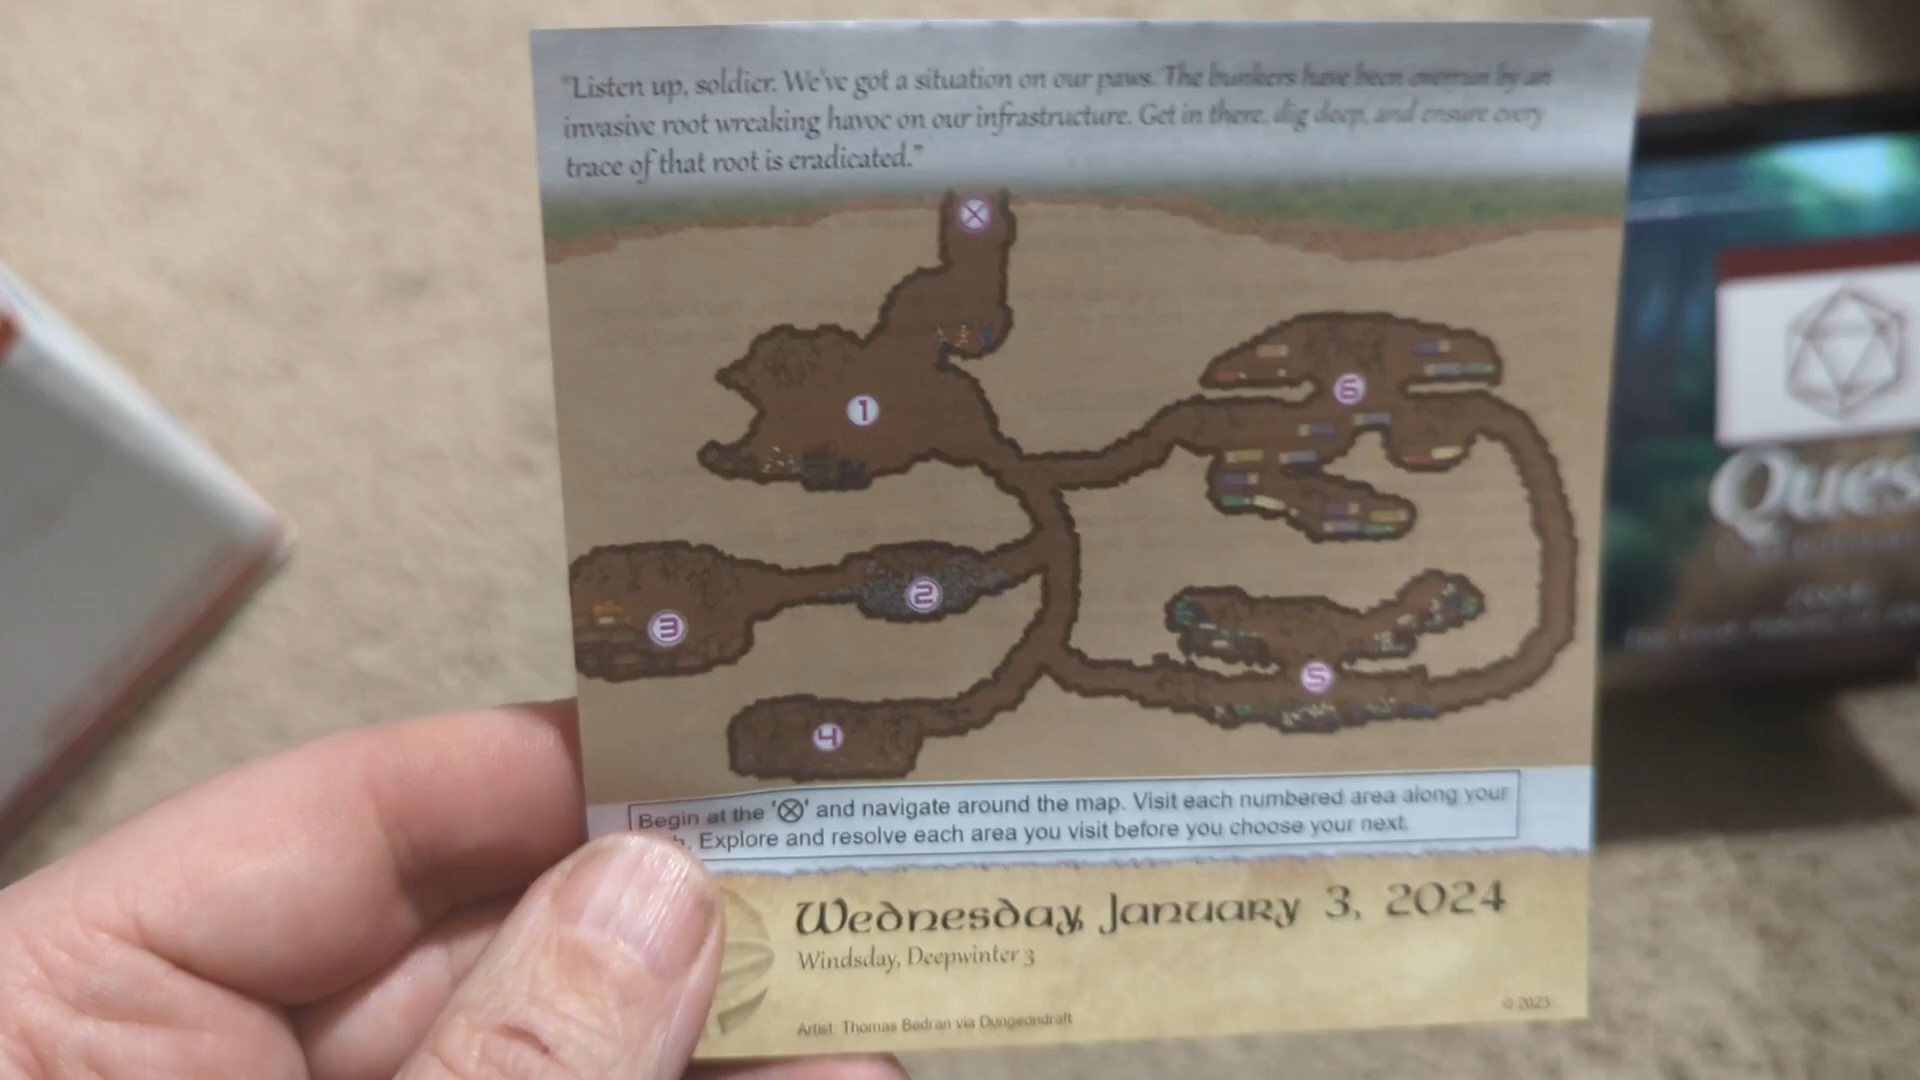 "Listen up, soldier. We've got a situation on our paws. The bunkers have been overrun by an
invasive root wreaking havoc on our infrastructure. Get in there, dig deep, and ensure every
trace of that root is eradicated."
1
6
2
3
5
4
Begin at the '⊗' and navigate around the map. Visit each numbered area along your
Explore and resolve each area you visit before you choose your next.
Wednesday, January 3, 2024
Windsday, Deepwinter 3
© 2023
Artist: Thomas Bedran via Dungeondraft
Ques